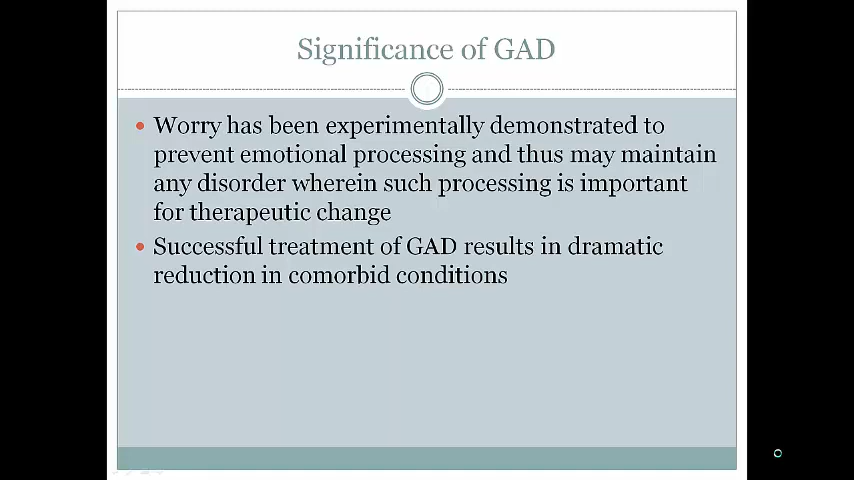 Significance of GAD
• Worry has been experimentally demonstrated to
prevent emotional processing and thus may maintain
any disorder wherein such processing is important
for therapeutic change
• Successful treatment of GAD results in dramatic
reduction in comorbid conditions